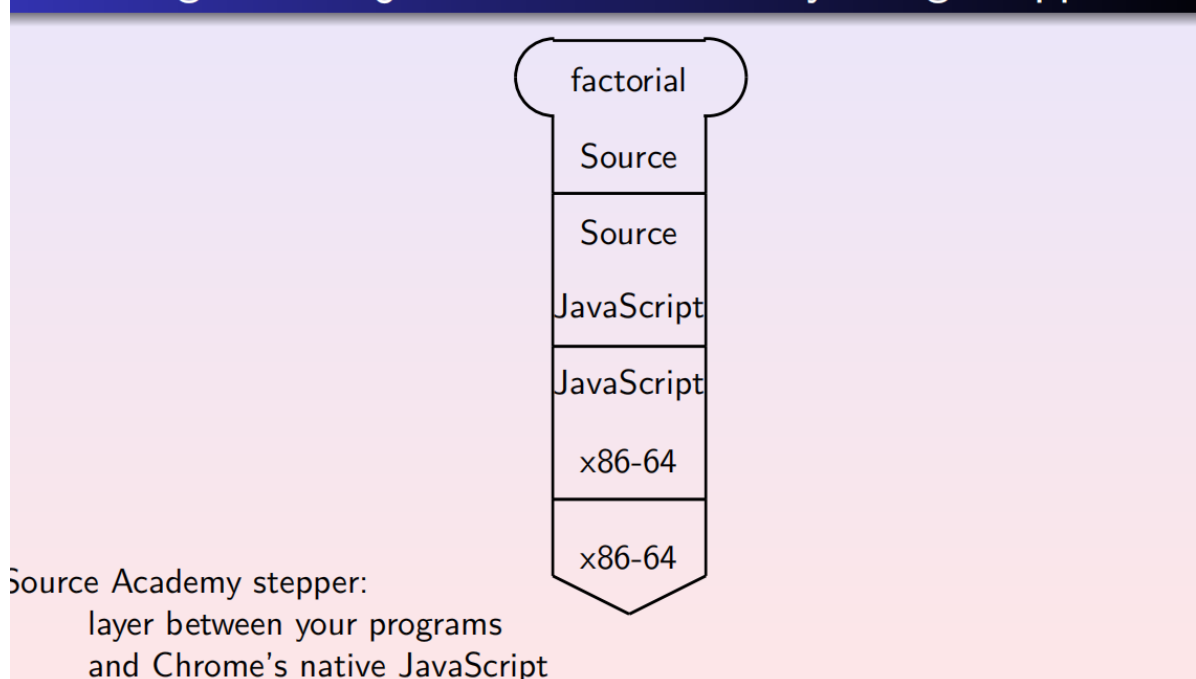 factorial
Source
Source
JavaScript
JavaScript
x86-64
x86-64
Source Academy stepper:
layer between your programs
and Chrome's native JavaScript